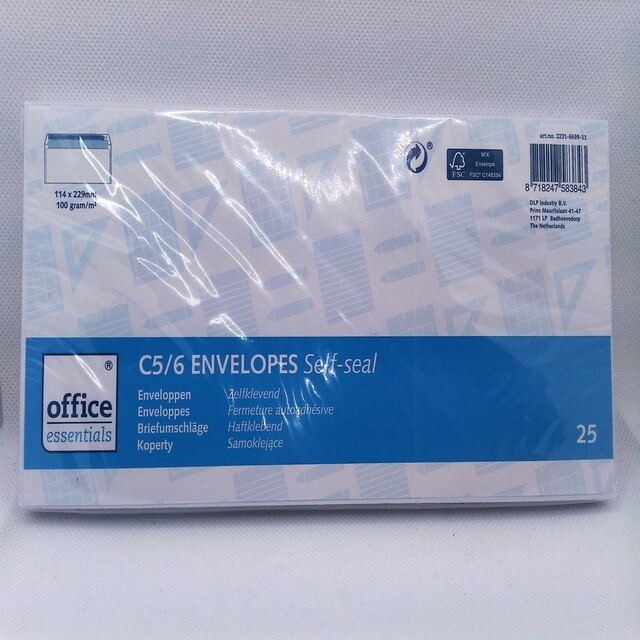 114 x 229mm
100 gram/m²
MIX
Envelope
FSC
FSC® C148354
art.no. 2231-6699-11
8 718247 583843
DLP Industry B.V.
Prins Mauritslaan 41-47
1171 LP Badhoevedorp
The Netherlands
C5/6 ENVELOPES Self-seal
Enveloppen Zelfklevend
Enveloppes Fermeture autoadhésive
Briefumschläge Haftklebend
Koperty Samoklejące
office®
essentials
25